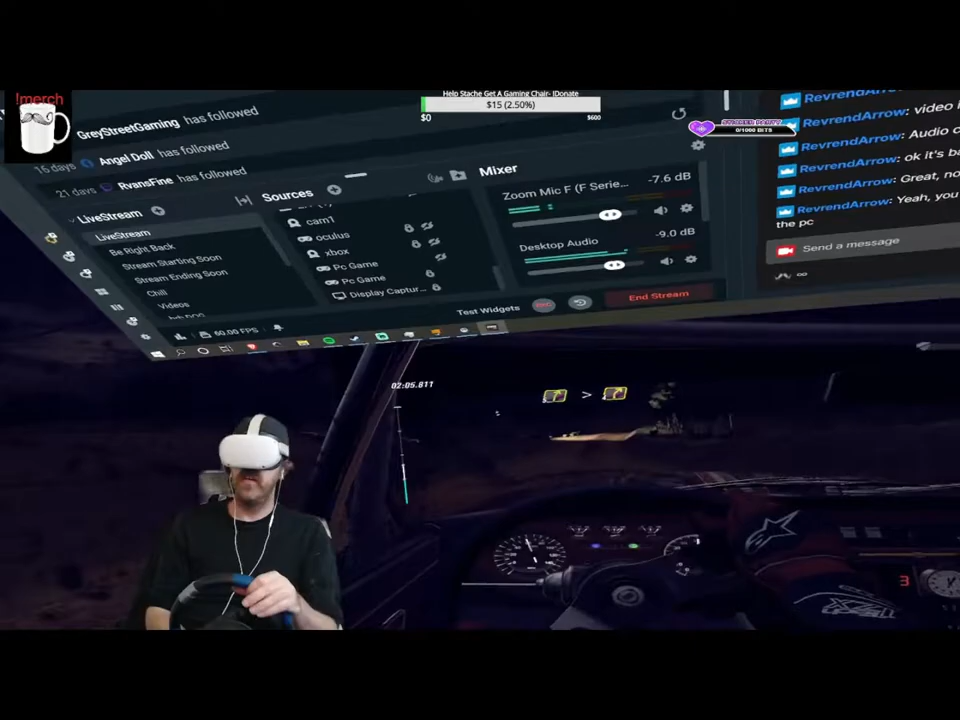 !merch
Help Stache Get A Gaming Chair- !Donate
$15 (2.50%)
$0
$600
GreyStreetGaming has followed
15 days Angel Doll has followed
21 days RvansFine has followed
0/1000 BITS
LiveStream
LiveStream
Be Right Back
Stream Starting Soon
Stream Ending Soon
Chill
Videos
Sources
cam1
oculus
xbox
Pc Game
Pc Game
Display Captur...
Mixer
Zoom Mic F (F Serie...
-7.6 dB
Desktop Audio
-9.0 dB
60.00 FPS
Test Widgets
REC
End Stream
RevrendArrow:
RevrendArrow: video i
RevrendArrow: Audio c
RevrendArrow: ok it's ba
RevrendArrow: Great, no
RevrendArrow: Yeah, you
the pc
Send a message
02:05.811
>
3